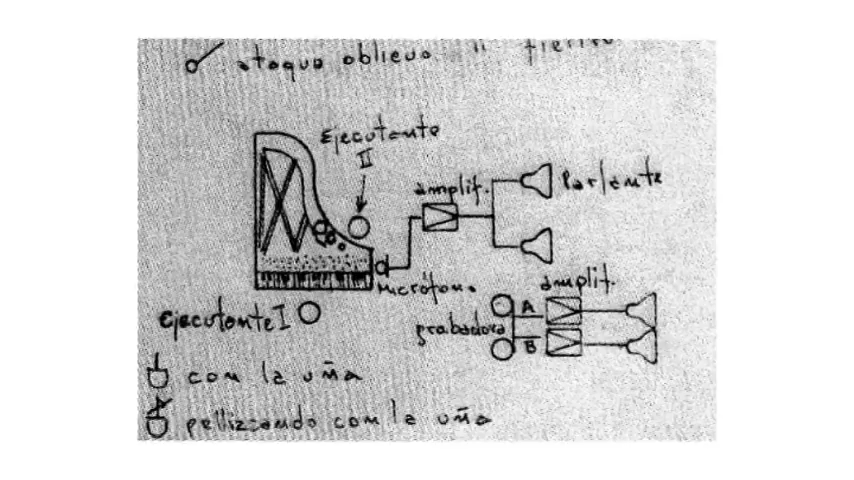 ataque oblicuo
Ejecutante
II
amplif.
Parlante
Micrófono
amplif.
Ejecutante I
grabadora
A
B
con la uña
pellizcando con la uña